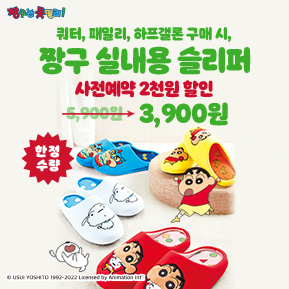 짱구는 못말려!
쿼터, 패밀리, 하프갤론 구매 시,
짱구 실내용 슬리퍼
사전예약 2천원 할인
5,900원 → 3,900원
한정
수량
© USUI YOSHITO 1992-2022 Licensed by Animation Int'l